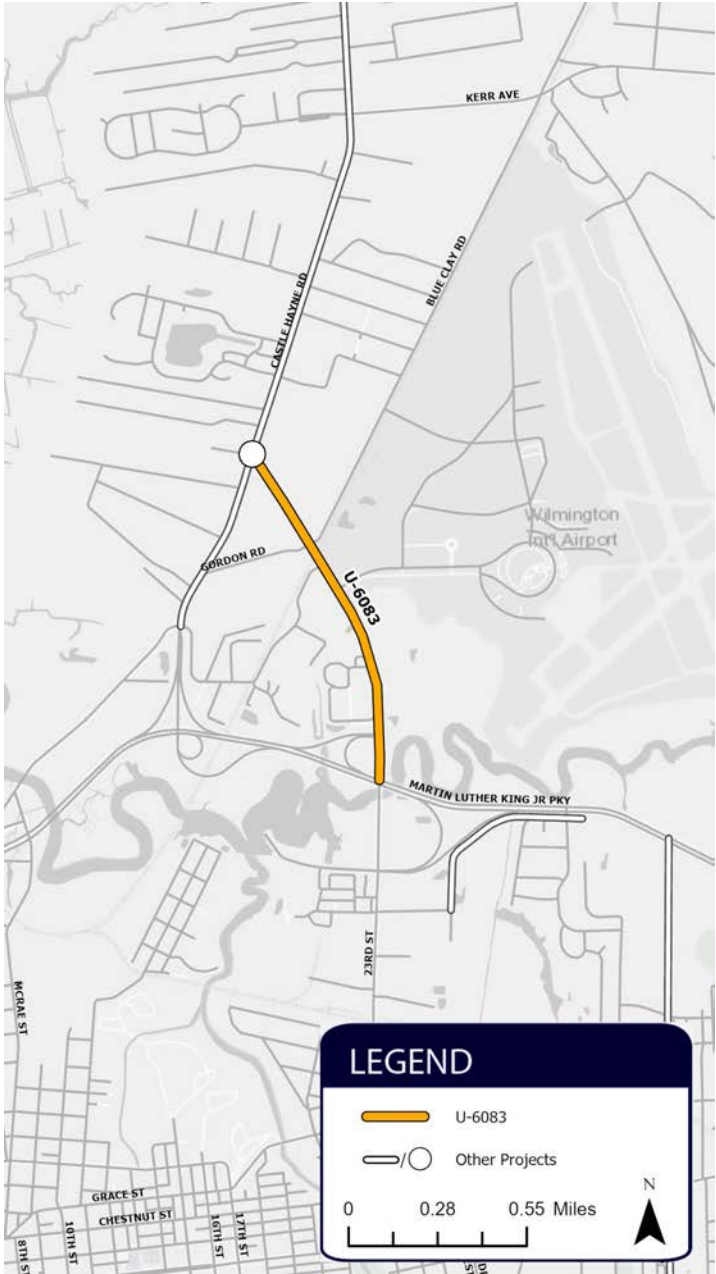 KERR AVE
BLUE CLAY RD
CASTLE HAYNE RD
Wilmington
Int'l Airport
GORDON RD
U-6083
MARTIN LUTHER KING JR PKY
23RD ST
MCRAE ST
GRACE ST
CHESTNUT ST
8TH ST
10TH ST
16TH ST
17TH ST
LEGEND
U-6083
Other Projects
0 0.28 0.55 Miles
N